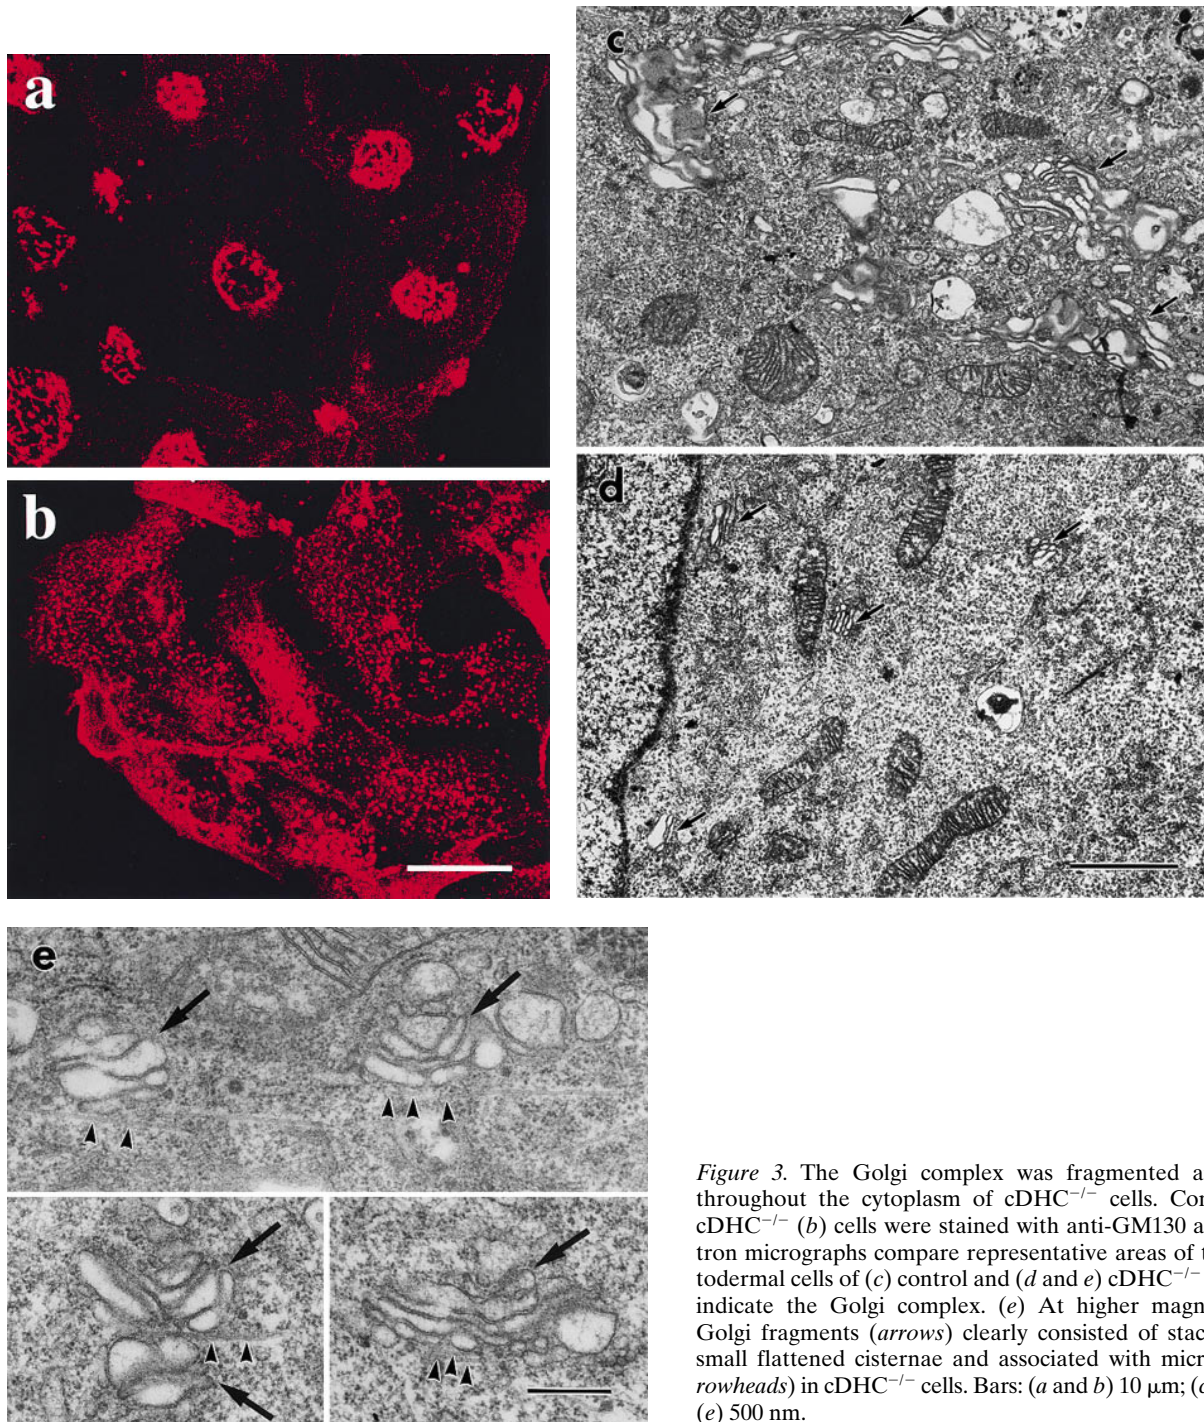 a
b
c
d
e
Figure 3. The Golgi complex was fragmented a
throughout the cytoplasm of cDHC−/− cells. Con
cDHC−/− (b) cells were stained with anti-GM130 a
tron micrographs compare representative areas of t
todermal cells of (c) control and (d and e) cDHC−/−
indicate the Golgi complex. (e) At higher magn
Golgi fragments (arrows) clearly consisted of stac
small flattened cisternae and associated with micr
rowheads) in cDHC−/− cells. Bars: (a and b) 10 μm; (c
(e) 500 nm.